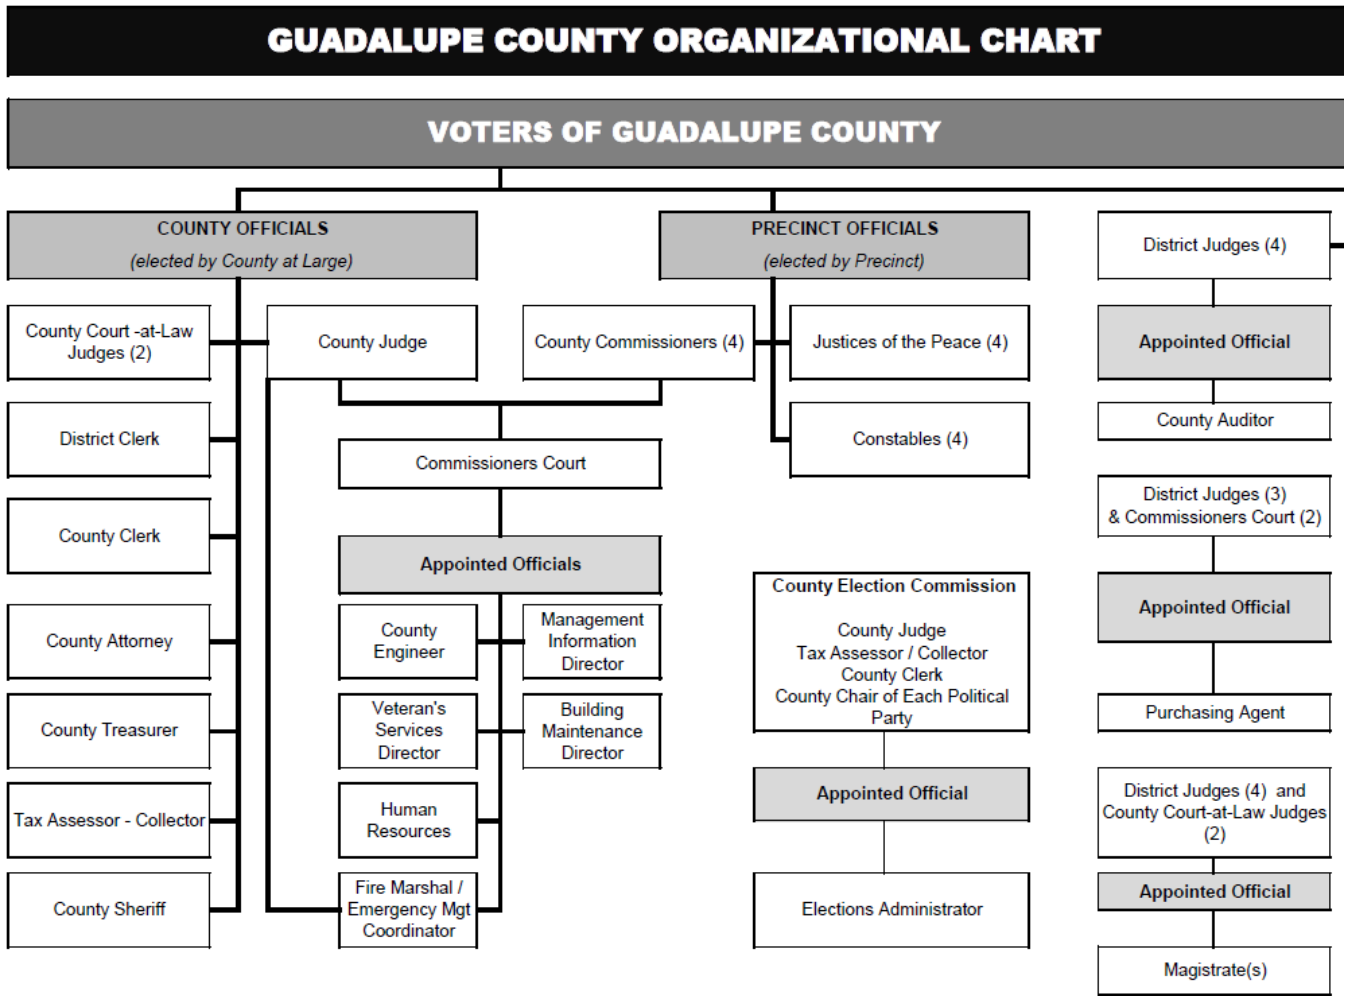 GUADALUPE COUNTY ORGANIZATIONAL CHART
VOTERS OF GUADALUPE COUNTY
COUNTY OFFICIALS
(elected by County at Large)
PRECINCT OFFICIALS
(elected by Precinct)
District Judges (4)
County Court -at-Law
Judges (2)
County Judge
County Commissioners (4)
Justices of the Peace (4)
Appointed Official
County Auditor
District Clerk
Commissioners Court
Constables (4)
District Judges (3)
& Commissioners Court (2)
County Clerk
Appointed Officials
County Election Commission
County Judge
Tax Assessor / Collector
County Clerk
County Chair of Each Political
Party
Appointed Official
County Attorney
County
Engineer
Management
Information
Director
County Treasurer
Veteran's
Services
Director
Building
Maintenance
Director
Purchasing Agent
Tax Assessor - Collector
Human
Resources
Appointed Official
District Judges (4) and
County Court-at-Law Judges
(2)
County Sheriff
Fire Marshal /
Emergency Mgt
Coordinator
Elections Administrator
Appointed Official
Magistrate(s)